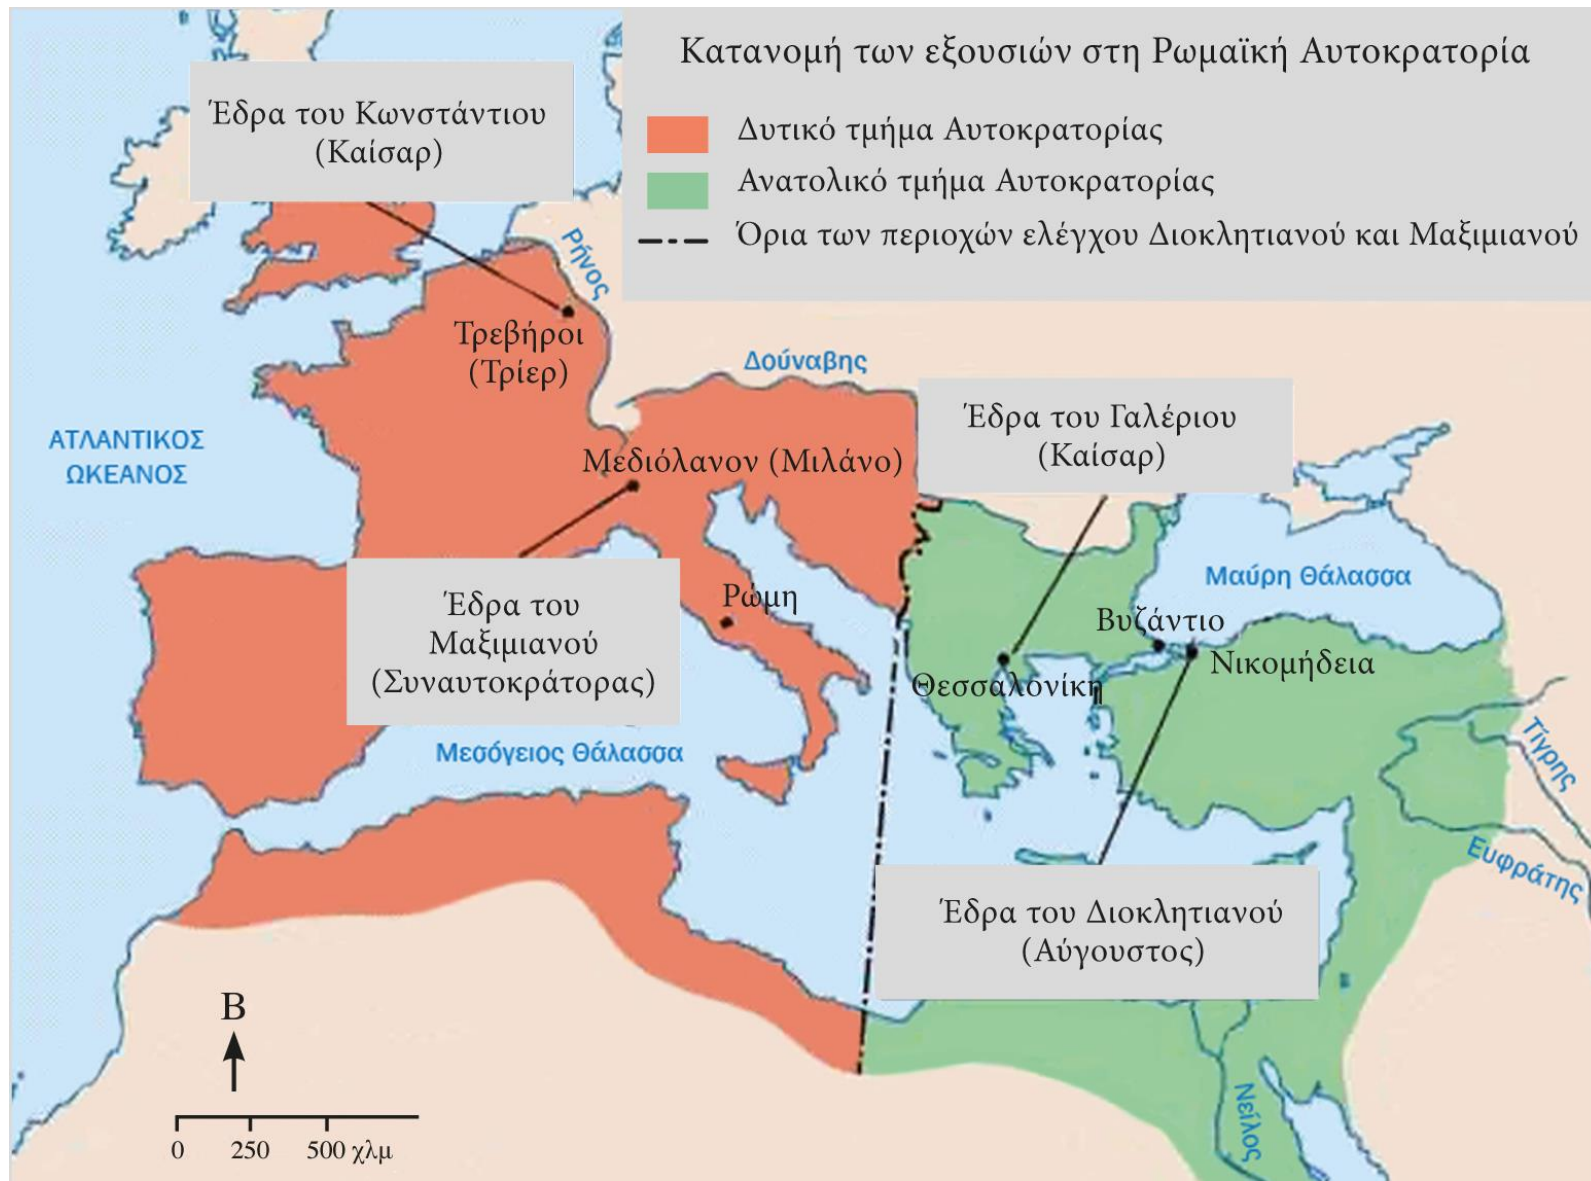 Κατανομή των εξουσιών στη Ρωμαϊκή Αυτοκρατορία
Δυτικό τμήμα Αυτοκρατορίας
Ανατολικό τμήμα Αυτοκρατορίας
Όρια των περιοχών ελέγχου Διοκλητιανού και Μαξιμιανού
Έδρα του Κωνστάντιου
(Καίσαρ)
Ρήνος
Τρεβήροι
(Τρίερ)
Δούναβης
ΑΤΛΑΝΤΙΚΟΣ
ΩΚΕΑΝΟΣ
Μεδιόλανον (Μιλάνο)
Έδρα του Γαλέριου
(Καίσαρ)
Μαύρη Θάλασσα
Έδρα του
Μαξιμιανού
(Συναυτοκράτορας)
Ρώμη
Βυζάντιο
Νικομήδεια
Θεσσαλονίκη
Μεσόγειος Θάλασσα
Τίγρης
Ευφράτης
Έδρα του Διοκλητιανού
(Αύγουστος)
Νείλος
Β
0 250 500 χλμ